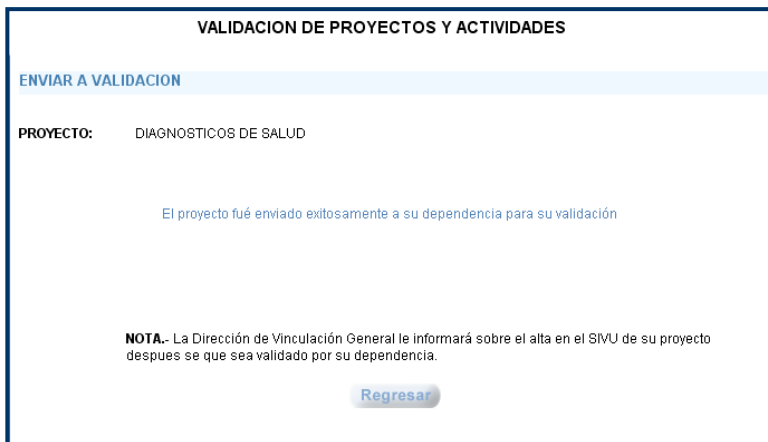 VALIDACION DE PROYECTOS Y ACTIVIDADES
ENVIAR A VALIDACION
PROYECTO: DIAGNOSTICOS DE SALUD
El proyecto fué enviado exitosamente a su dependencia para su validación
NOTA.- La Dirección de Vinculación General le informará sobre el alta en el SIVU de su proyecto
despues se que sea validado por su dependencia.
Regresar